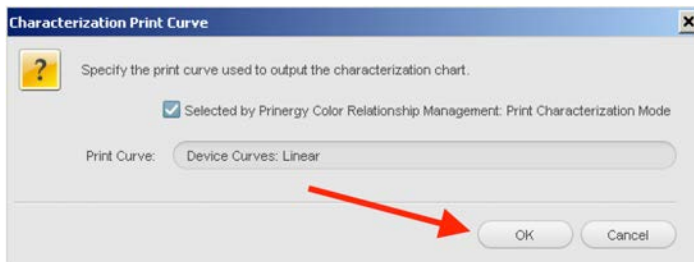 Characterization Print Curve
Specify the print curve used to output the characterization chart.
Selected by Prinergy Color Relationship Management: Print Characterization Mode
Print Curve: Device Curves: Linear
OK Cancel